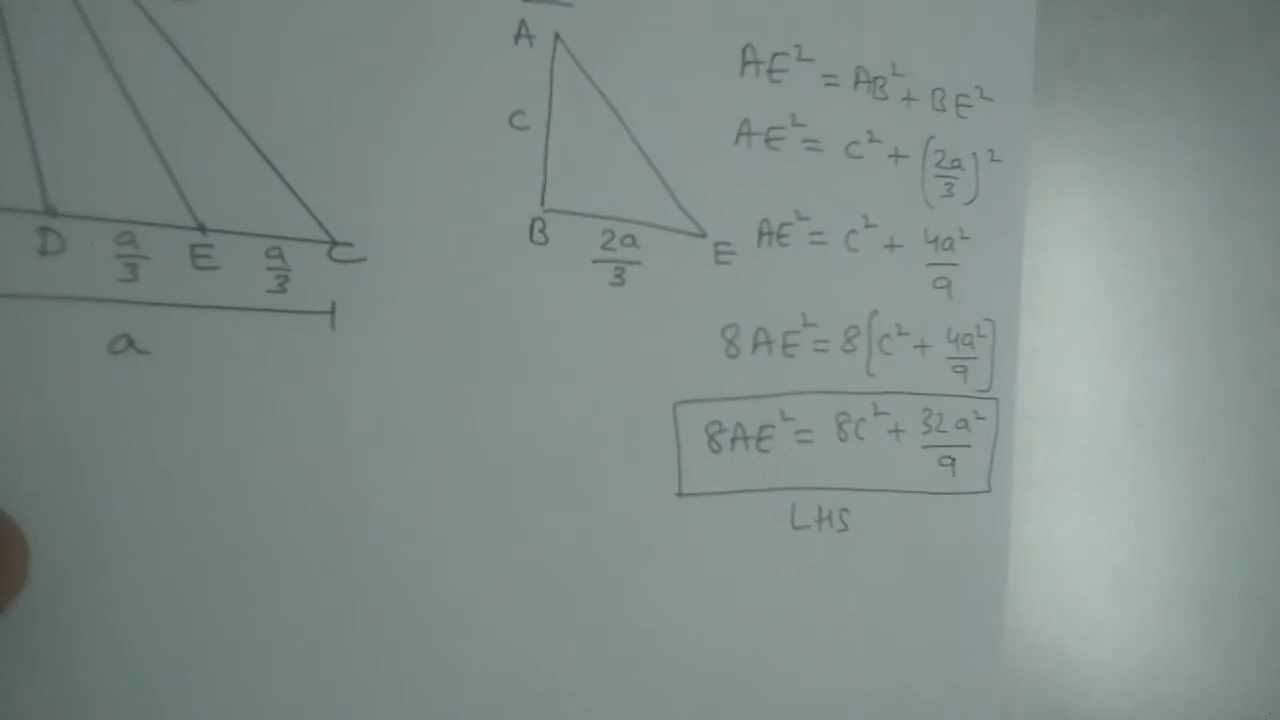 D a/3 E a/3 C
a
A
C
B 2a/3 E
AE² = AB² + BE²
AE² = c² + (2a/3)²
AE² = c² + 4a²/9
8AE² = 8[c² + 4a²/9]
8AE² = 8c² + 32a²/9
LHS